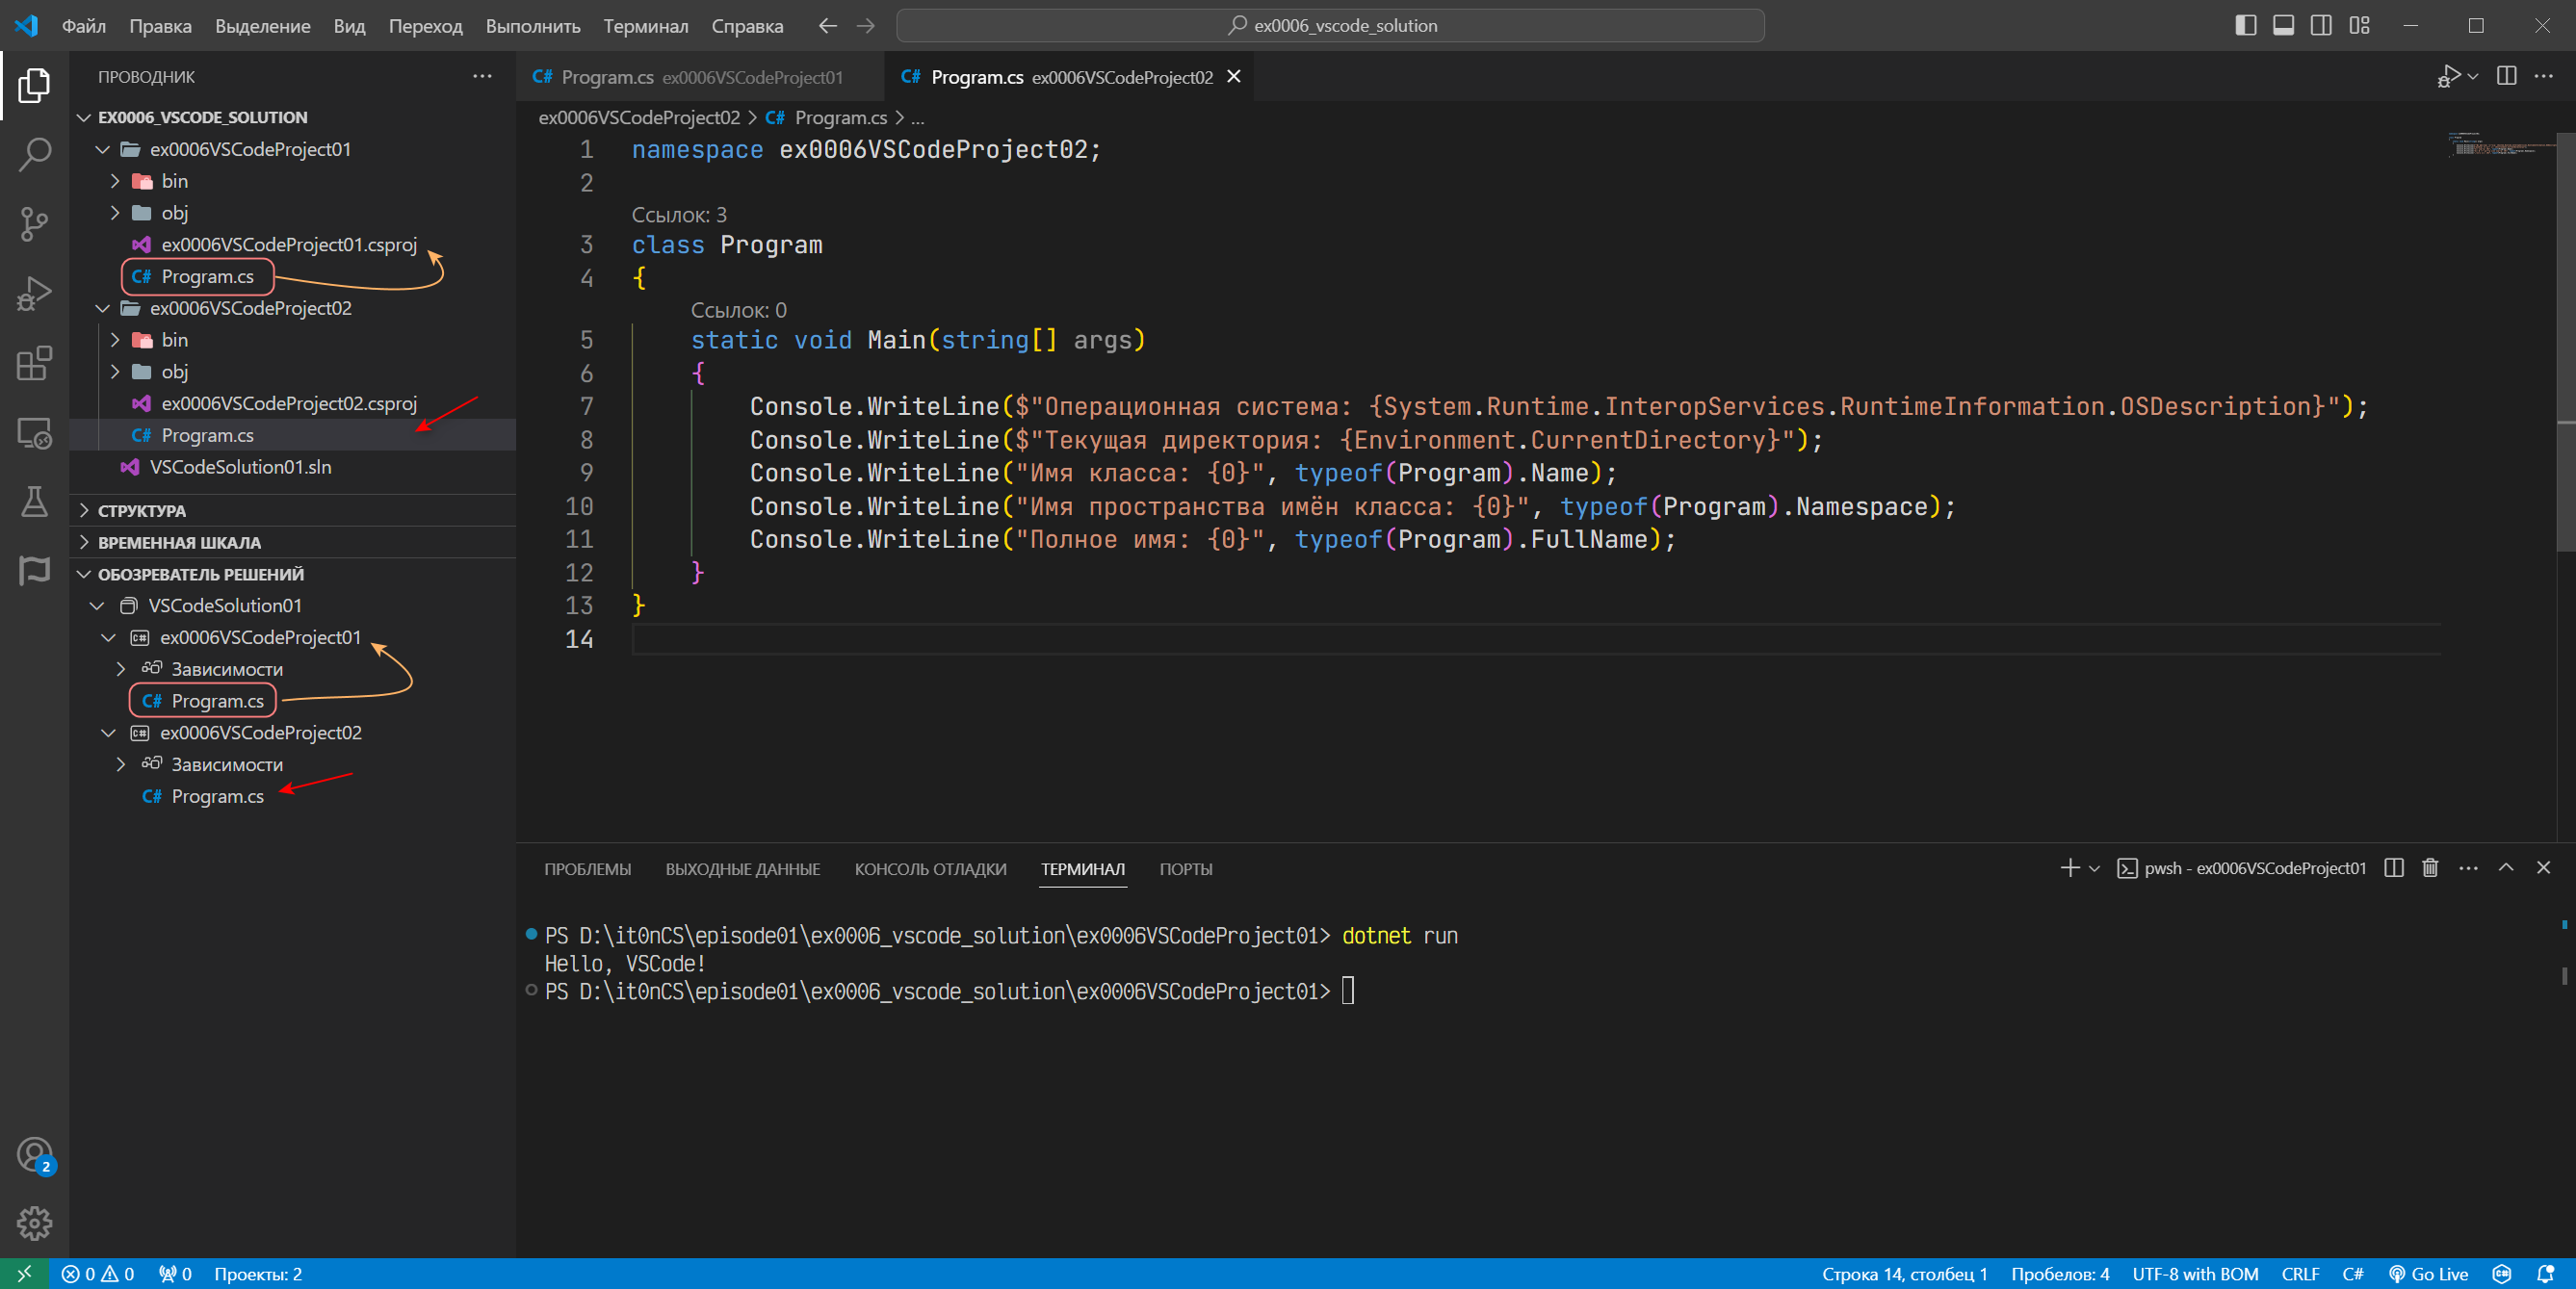 Файл Правка Выделение Вид Переход Выполнить Терминал Справка ex0006_vscode_solution
ПРОВОДНИК
EX0006_VSCODE_SOLUTION
ex0006VSCodeProject01
bin
obj
ex0006VSCodeProject01.csproj
C# Program.cs
ex0006VSCodeProject02
bin
obj
ex0006VSCodeProject02.csproj
C# Program.cs
VSCodeSolution01.sln
СТРУКТУРА
ВРЕМЕННАЯ ШКАЛА
ОБОЗРЕВАТЕЛЬ РЕШЕНИЙ
VSCodeSolution01
C# ex0006VSCodeProject01
Зависимости
C# Program.cs
C# ex0006VSCodeProject02
Зависимости
C# Program.cs
2
C# Program.cs ex0006VSCodeProject01 C# Program.cs ex0006VSCodeProject02
ex0006VSCodeProject02 > C# Program.cs > ...
1 namespace ex0006VSCodeProject02;
2
Ссылок: 3
3 class Program
4 {
Ссылок: 0
5 static void Main(string[] args)
6 {
7 Console.WriteLine($"Операционная система: {System.Runtime.InteropServices.RuntimeInformation.OSDescription}");
8 Console.WriteLine($"Текущая директория: {Environment.CurrentDirectory}");
9 Console.WriteLine("Имя класса: {0}", typeof(Program).Name);
10 Console.WriteLine("Имя пространства имён класса: {0}", typeof(Program).Namespace);
11 Console.WriteLine("Полное имя: {0}", typeof(Program).FullName);
12 }
13 }
14
ПРОБЛЕМЫ ВЫХОДНЫЕ ДАННЫЕ КОНСОЛЬ ОТЛАДКИ ТЕРМИНАЛ ПОРТЫ pwsh - ex0006VSCodeProject01
PS D:\it0nCS\episode01\ex0006_vscode_solution\ex0006VSCodeProject01> dotnet run
Hello, VSCode!
PS D:\it0nCS\episode01\ex0006_vscode_solution\ex0006VSCodeProject01>
0 0 0 Проекты: 2 Строка 14, столбец 1 Пробелов: 4 UTF-8 with BOM CRLF C# Go Live